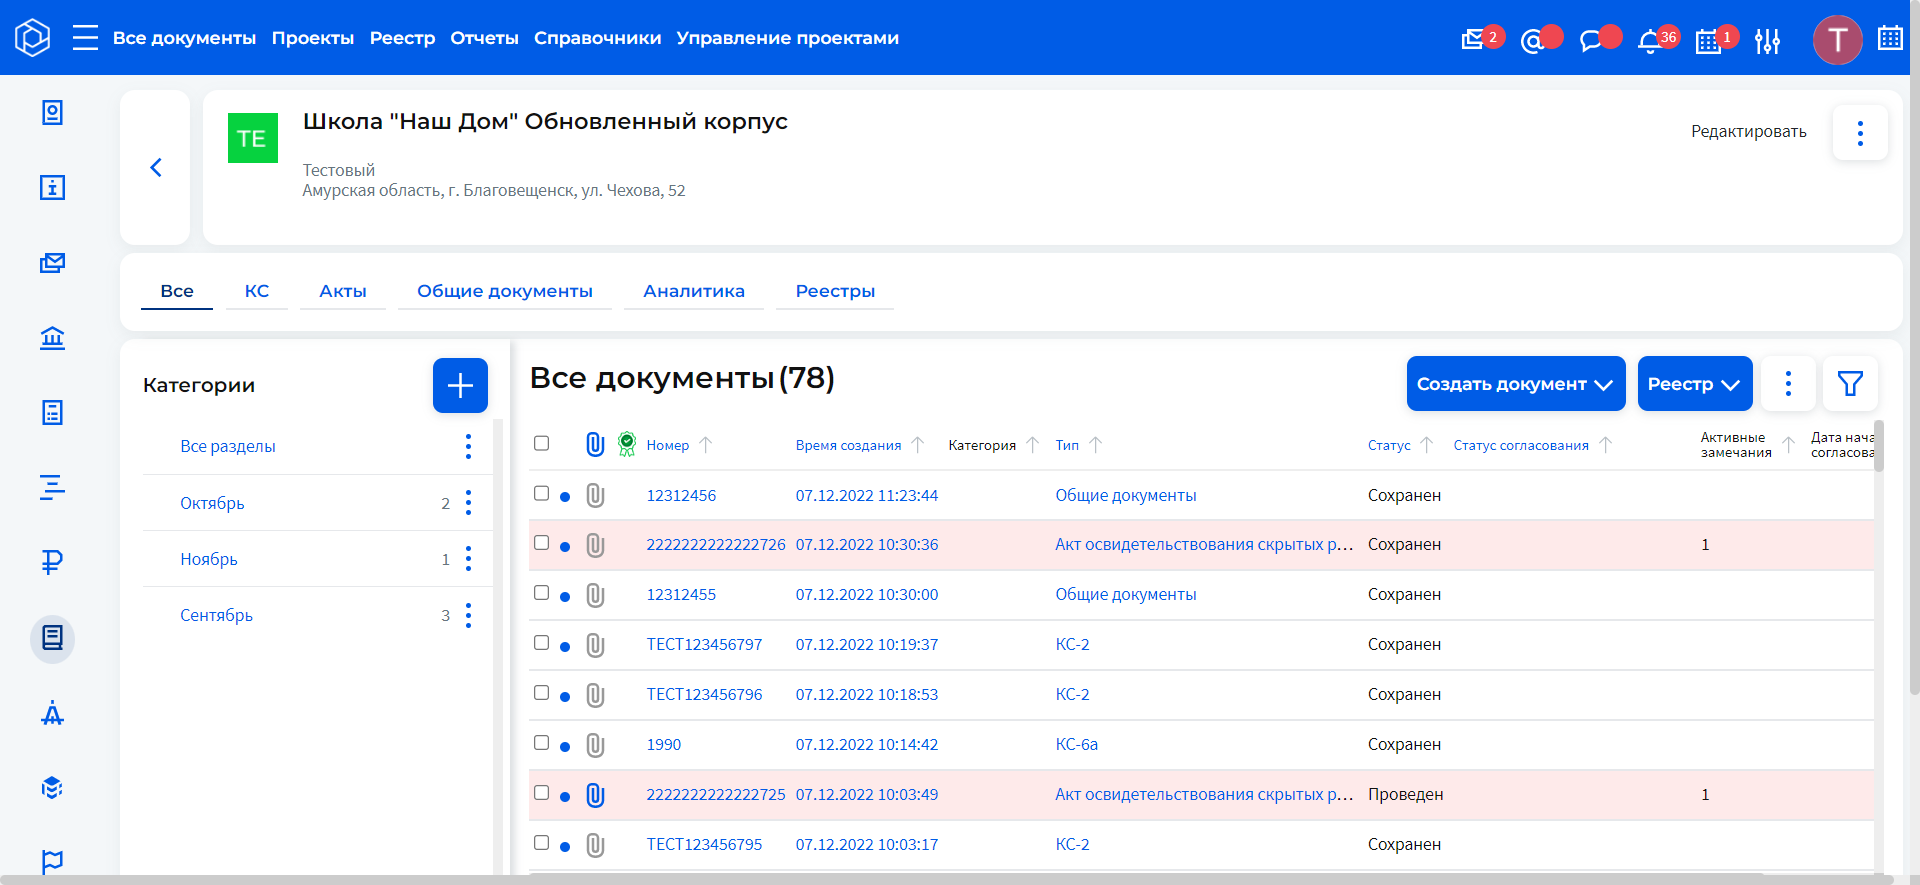 Все документы Проекты Реестр Отчеты Справочники Управление проектами 2 36 1 T
TE
Школа "Наш Дом" Обновленный корпус
Редактировать
Тестовый
Амурская область, г. Благовещенск, ул. Чехова, 52
Все КС Акты Общие документы Аналитика Реестры
Категории
Все разделы
Октябрь 2
Ноябрь 1
Сентябрь 3
Все документы (78)
Создать документ Реестр
Номер Время создания Категория Тип Статус Статус согласования Активные замечания Дата нача согласова
12312456 07.12.2022 11:23:44 Общие документы Сохранен
2222222222222726 07.12.2022 10:30:36 Акт освидетельствования скрытых р... Сохранен 1
12312455 07.12.2022 10:30:00 Общие документы Сохранен
ТЕСТ123456797 07.12.2022 10:19:37 КС-2 Сохранен
ТЕСТ123456796 07.12.2022 10:18:53 КС-2 Сохранен
1990 07.12.2022 10:14:42 КС-6а Сохранен
2222222222222725 07.12.2022 10:03:49 Акт освидетельствования скрытых р... Проведен 1
ТЕСТ123456795 07.12.2022 10:03:17 КС-2 Сохранен